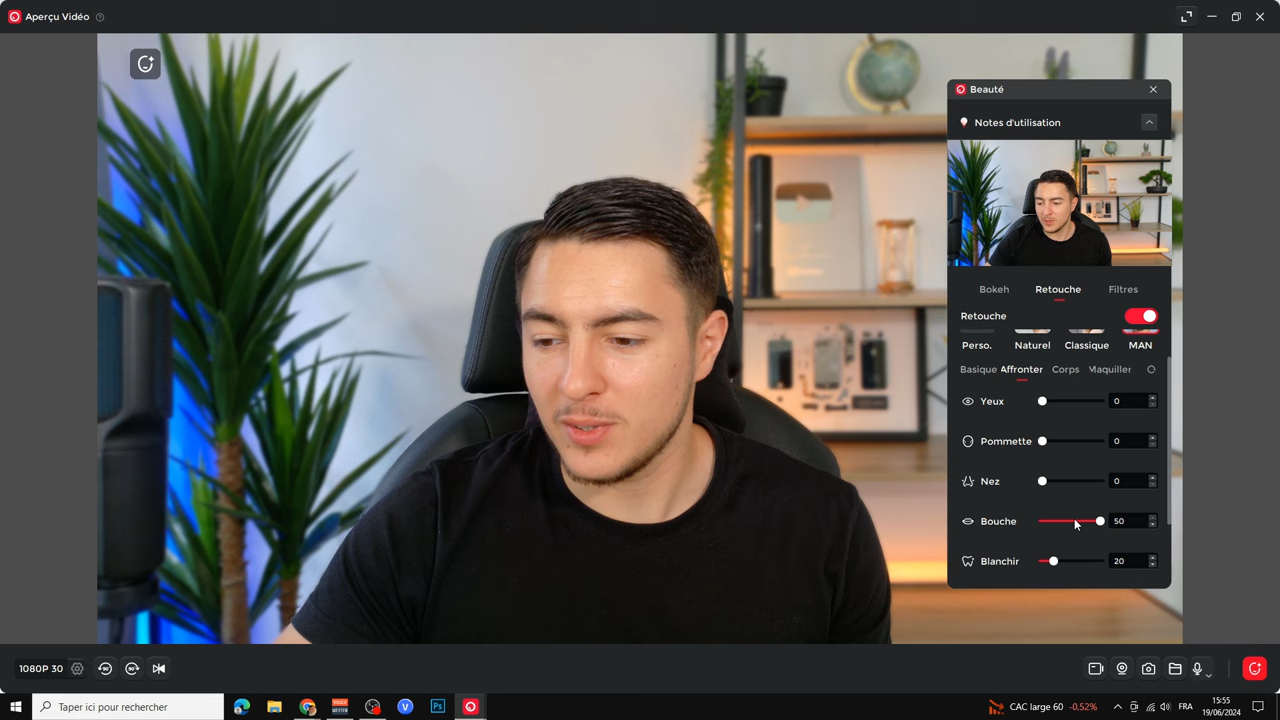 Aperçu Vidéo
Beauté
Notes d'utilisation
Bokeh Retouche Filtres
Retouche
Perso. Naturel Classique MAN
Basique Affronter Corps Maquiller
Yeux 0
Pommette 0
Nez 0
Bouche 50
Blanchir 20
1080P 30
Taper ici pour rechercher
VOICE
V
Ps
CAC large 60 -0,52%
FRA
15:55
19/06/2024